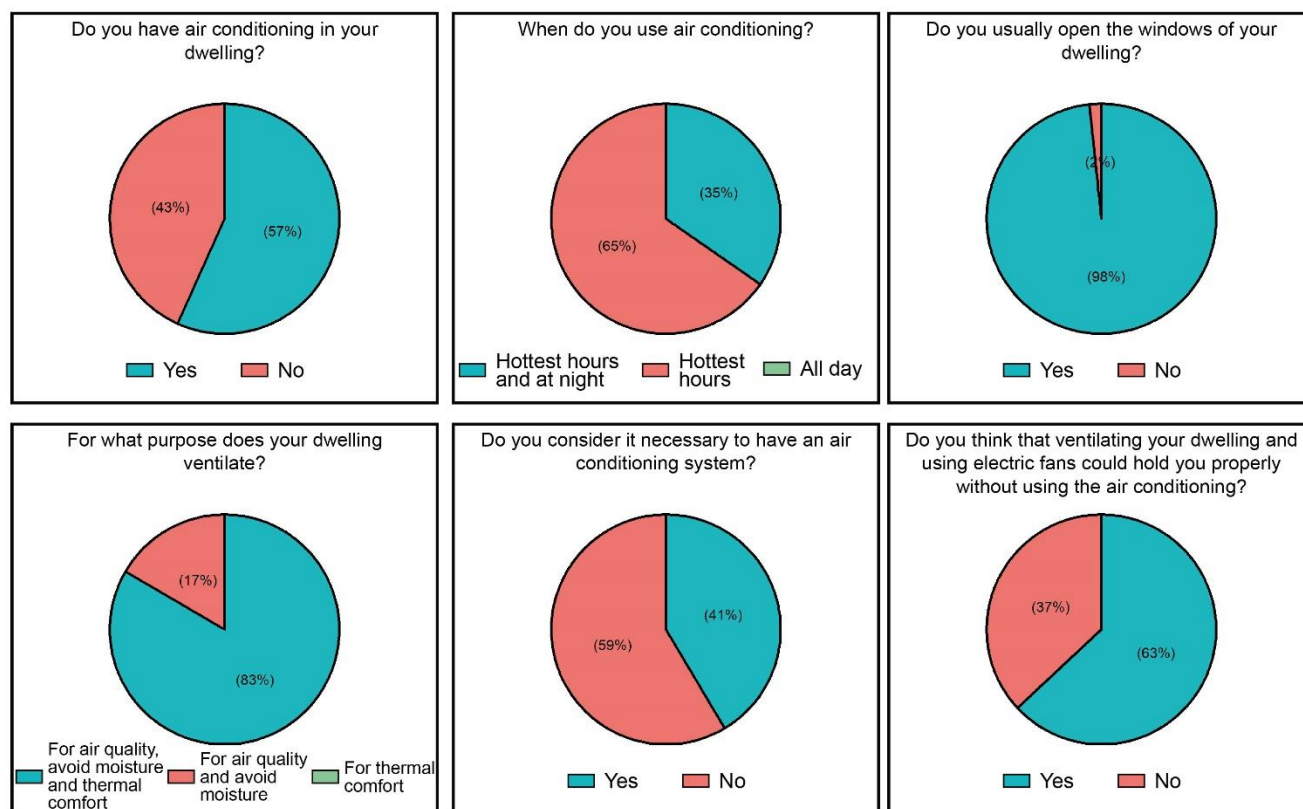 Do you have air conditioning in your
dwelling?
(43%)
(57%)
Yes
No
When do you use air conditioning?
(35%)
(65%)
Hottest hours
and at night
Hottest
hours
All day
Do you usually open the windows of your
dwelling?
(2%)
(98%)
Yes
No
For what purpose does your dwelling
ventilate?
(17%)
(83%)
For air quality,
avoid moisture
and thermal
comfort
For air quality
and avoid
moisture
For thermal
comfort
Do you consider it necessary to have an air
conditioning system?
(41%)
(59%)
Yes
No
Do you think that ventilating your dwelling and
using electric fans could hold you properly
without using the air conditioning?
(37%)
(63%)
Yes
No